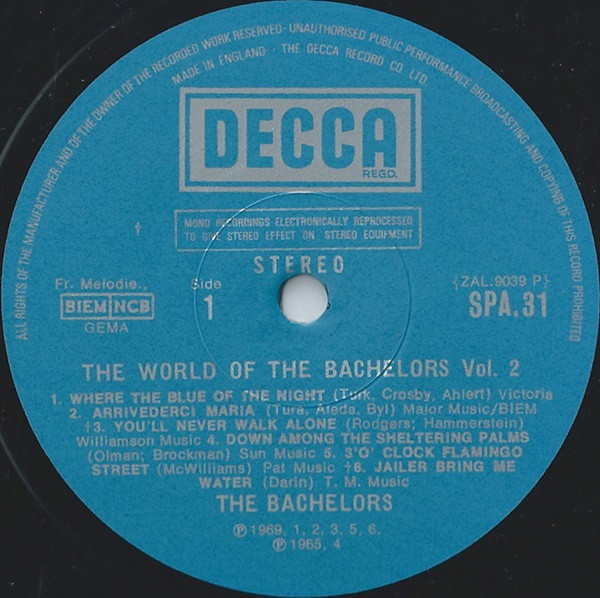 ALL RIGHTS OF THE MANUFACTURER AND OF THE OWNER OF THE RECORDED WORK RESERVED · UNAUTHORISED PUBLIC PERFORMANCE BROADCASTING AND COPYING OF THIS RECORD PROHIBITED
MADE IN ENGLAND · THE DECCA RECORD CO LTD.
DECCA
REGD.
MONO RECORDINGS ELECTRONICALLY REPROCESSED
TO GIVE STEREO EFFECT ON STEREO EQUIPMENT
†
STEREO
Fr. Melodie., Side {ZAL.9039 P}
BIEM NCB 1 SPA.31
GEMA
THE WORLD OF THE BACHELORS Vol. 2
1. WHERE THE BLUE OF THE NIGHT (Turk, Crosby, Ahlert) Victoria
2. ARRIVEDERCI MARIA (Tura, Aleda, Byl) Major Music/BIEM
†3. YOU'LL NEVER WALK ALONE (Rodgers; Hammerstein)
Williamson Music 4. DOWN AMONG THE SHELTERING PALMS
(Olman; Brockman) Sun Music 5. 3'O' CLOCK FLAMINGO
STREET (McWilliams) Pat Music †6. JAILER BRING ME
WATER (Darin) T. M. Music
THE BACHELORS
℗ 1969, 1, 2, 3, 5, 6.
℗ 1965, 4